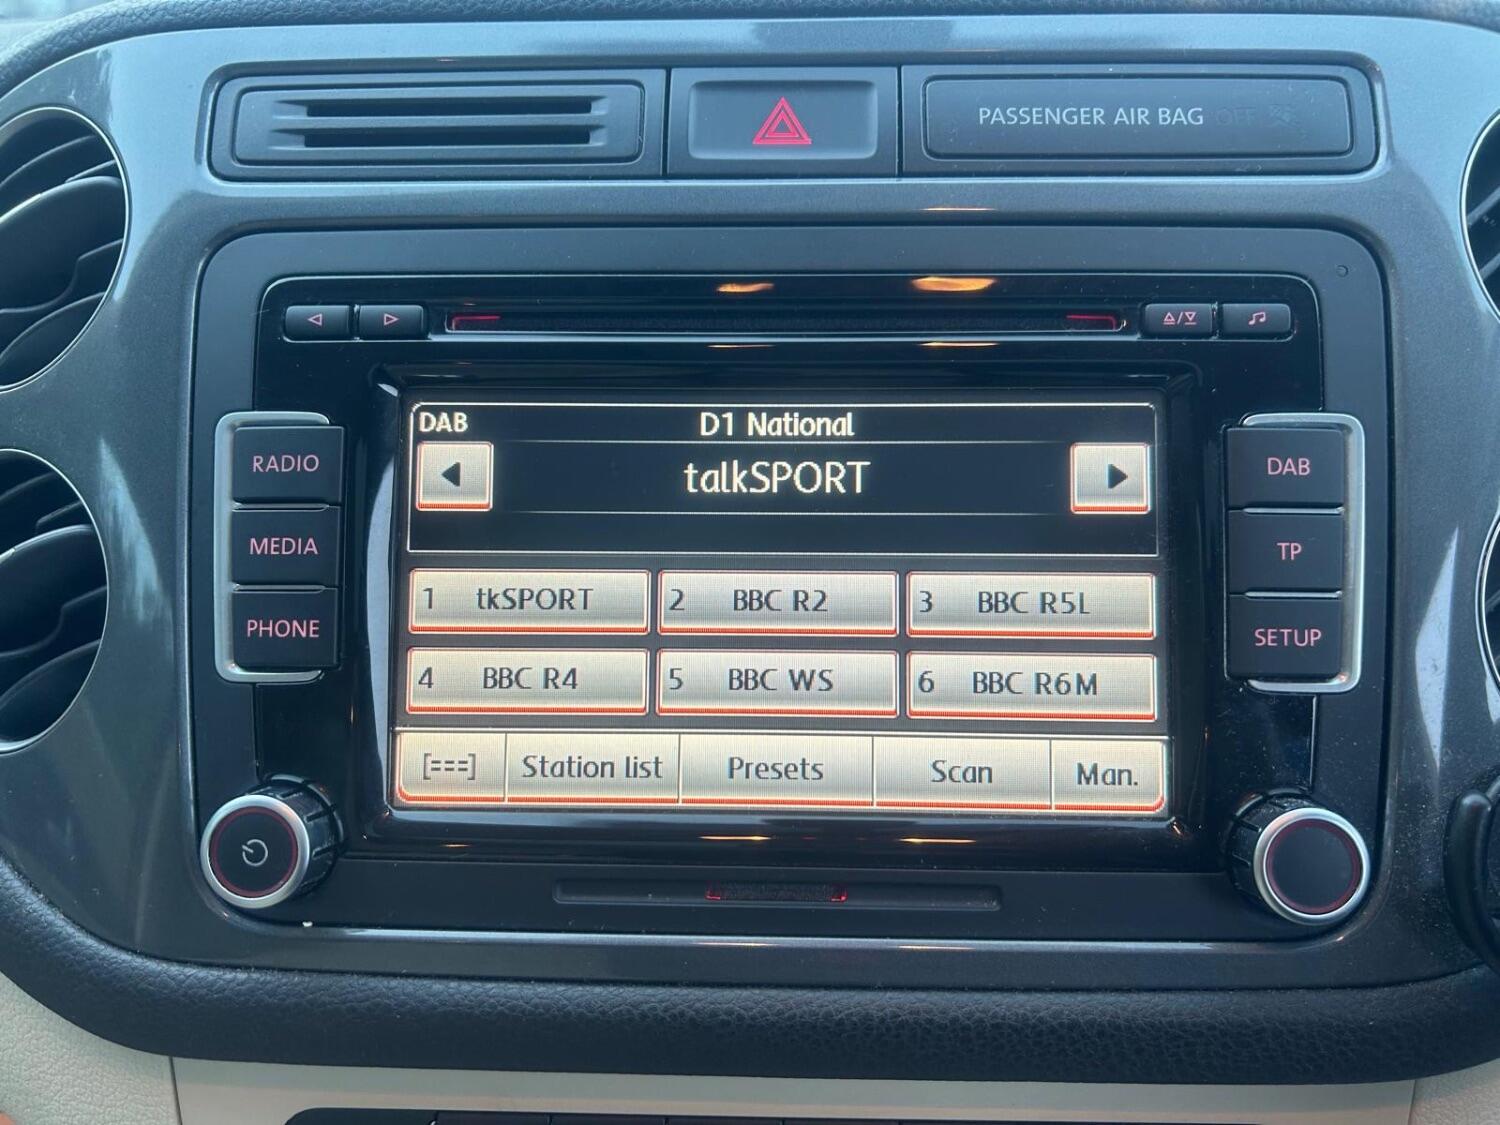 PASSENGER AIR BAG OFF
RADIO
MEDIA
PHONE
DAB
D1 National
talkSPORT
1 tkSPORT
2 BBC R2
3 BBC R5L
4 BBC R4
5 BBC WS
6 BBC R6M
[===]
Station list
Presets
Scan
Man.
DAB
TP
SETUP